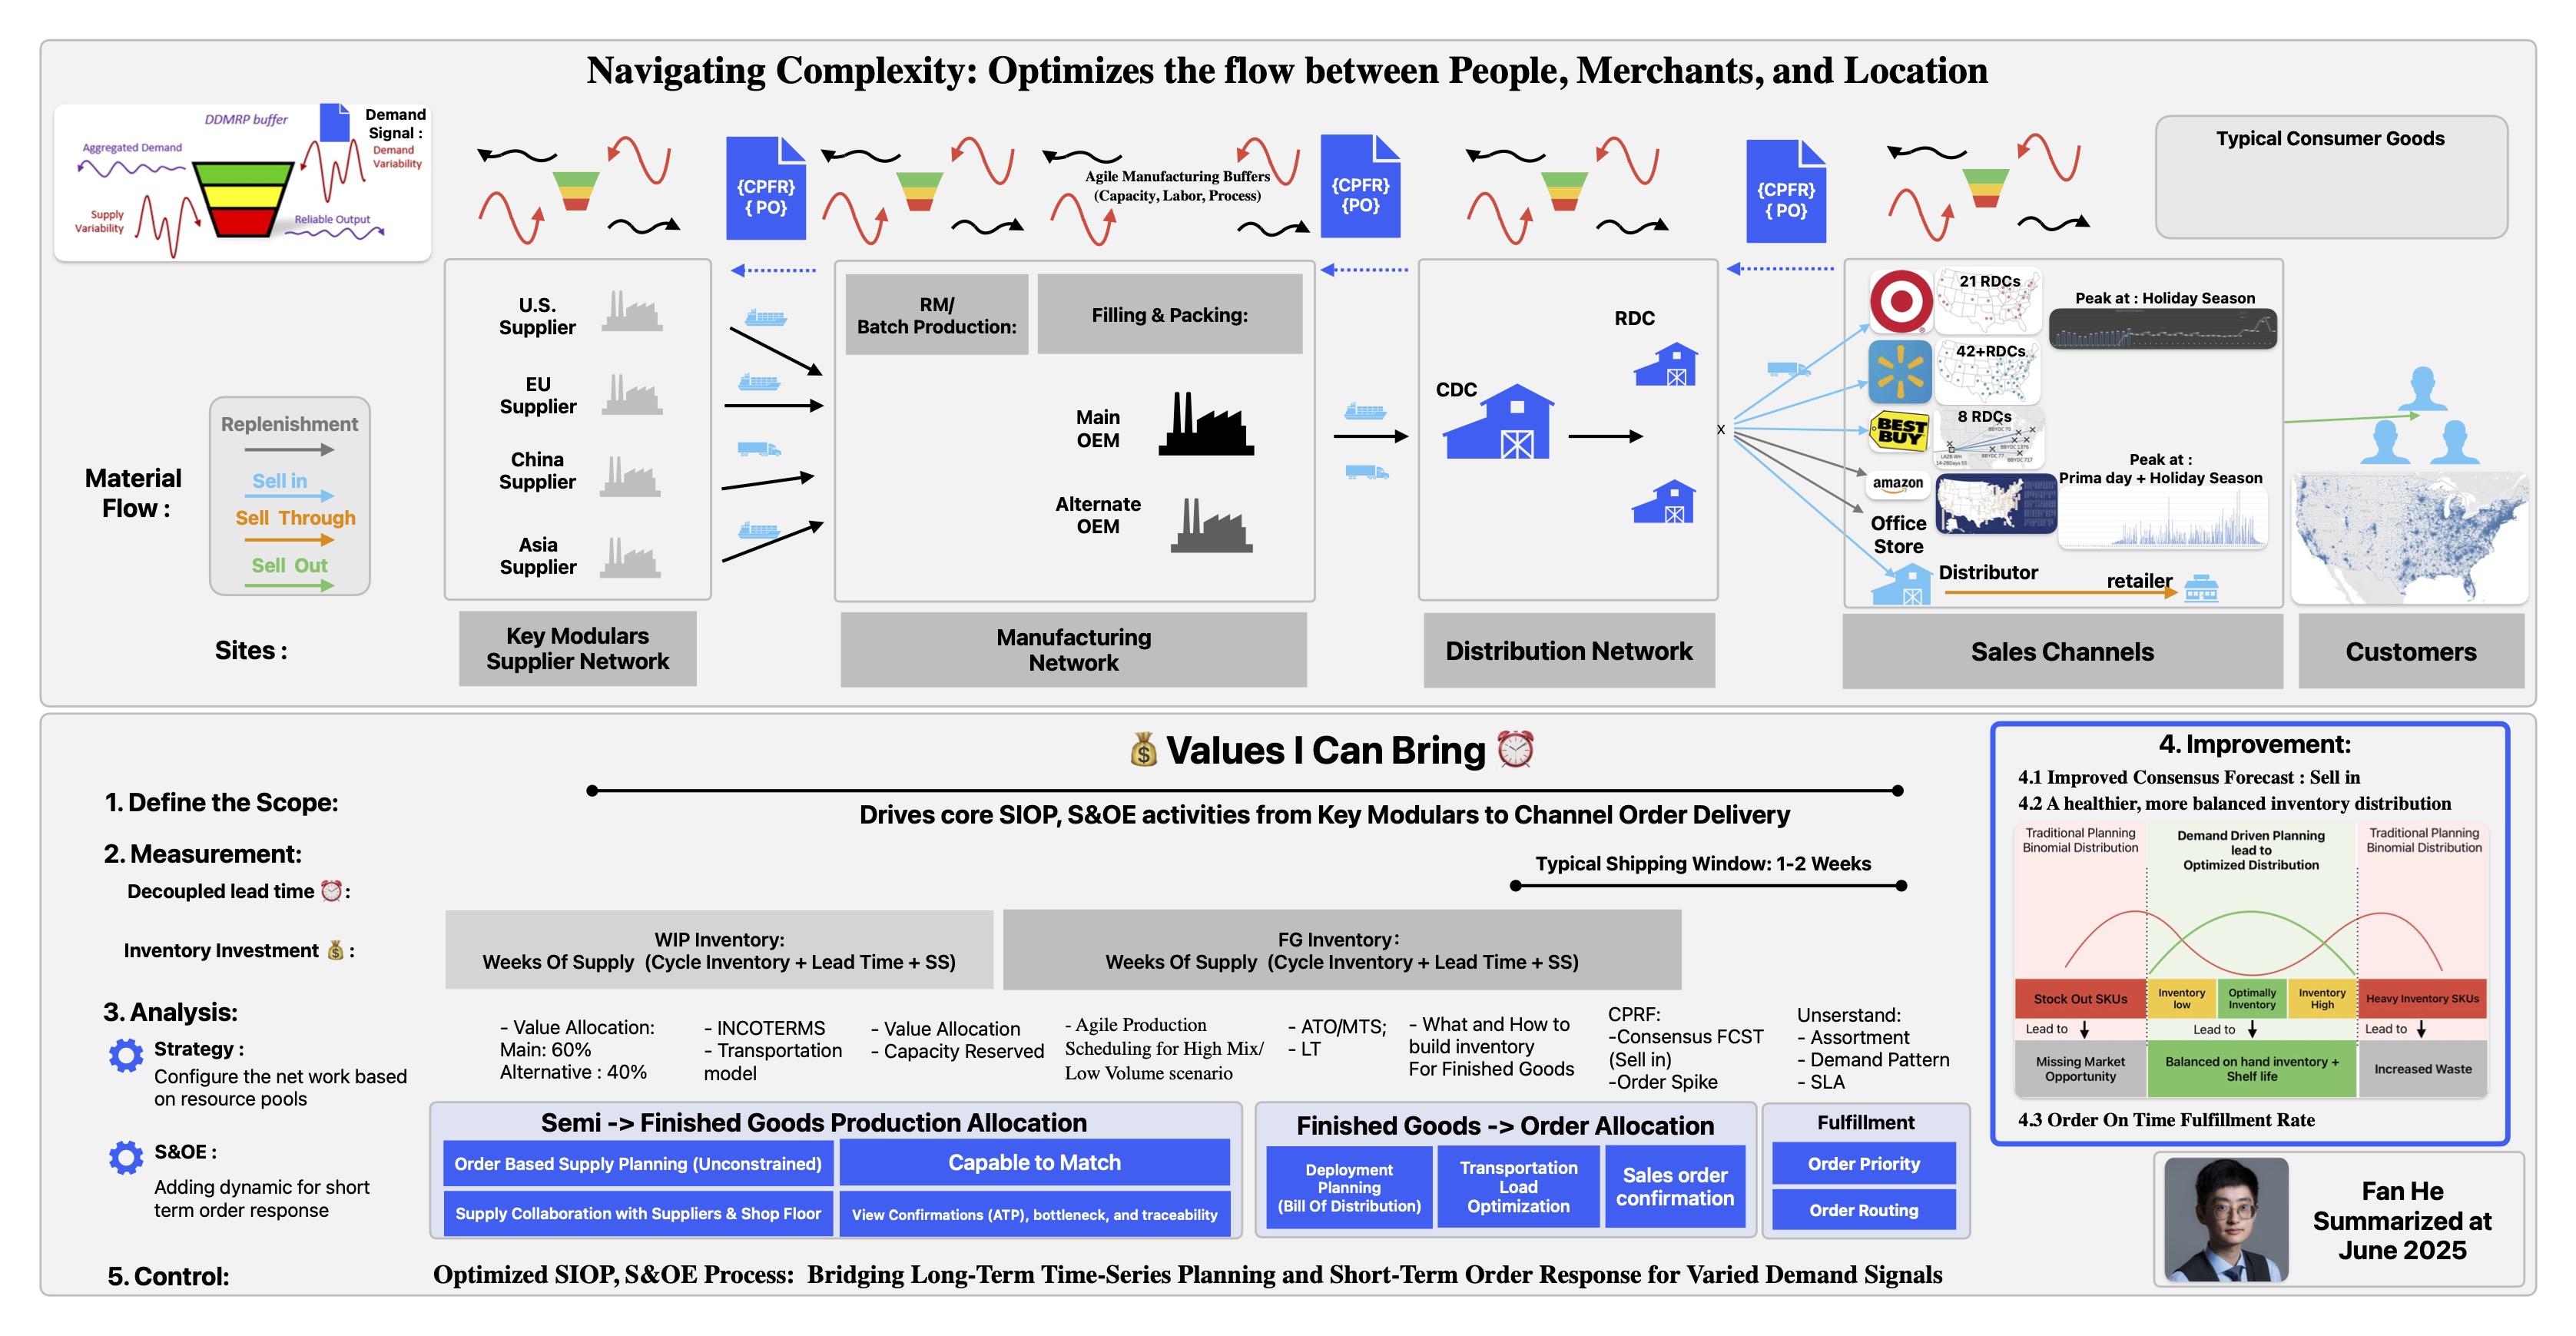 Navigating Complexity: Optimizes the flow between People, Merchants, and Location
DDMRP buffer
Demand
Signal :
Demand
Variability
Aggregated Demand
Supply
Variability
Reliable Output
{CPFR}
{ PO}
Agile Manufacturing Buffers
(Capacity, Labor, Process)
{CPFR}
{PO}
{CPFR}
{ PO}
Typical Consumer Goods
Material
Flow :
Replenishment
Sell in
Sell Through
Sell Out
U.S.
Supplier
EU
Supplier
China
Supplier
Asia
Supplier
RM/
Batch Production:
Filling & Packing:
Main
OEM
Alternate
OEM
CDC
RDC
X
21 RDCs
Peak at : Holiday Season
42+RDCs
BEST
BUY
8 RDCs
amazon
Peak at :
Prima day + Holiday Season
Office
Store
Distributor
retailer
Sites :
Key Modulars
Supplier Network
Manufacturing
Network
Distribution Network
Sales Channels
Customers
💰 Values I Can Bring ⏰
1. Define the Scope:
Drives core SIOP, S&OE activities from Key Modulars to Channel Order Delivery
2. Measurement:
Typical Shipping Window: 1-2 Weeks
Decoupled lead time ⏰ :
Inventory Investment 💰 :
WIP Inventory:
Weeks Of Supply (Cycle Inventory + Lead Time + SS)
FG Inventory:
Weeks Of Supply (Cycle Inventory + Lead Time + SS)
3. Analysis:
Strategy :
Configure the net work based
on resource pools
- Value Allocation:
Main: 60%
Alternative : 40%
- INCOTERMS
- Transportation
model
- Value Allocation
- Capacity Reserved
- Agile Production
Scheduling for High Mix/
Low Volume scenario
- ATO/MTS;
- LT
- What and How to
build inventory
For Finished Goods
CPRF:
-Consensus FCST
(Sell in)
-Order Spike
Unserstand:
- Assortment
- Demand Pattern
- SLA
S&OE :
Adding dynamic for short
term order response
Semi -> Finished Goods Production Allocation
Order Based Supply Planning (Unconstrained)
Capable to Match
Supply Collaboration with Suppliers & Shop Floor
View Confirmations (ATP), bottleneck, and traceability
Finished Goods -> Order Allocation
Deployment
Planning
(Bill Of Distribution)
Transportation
Load
Optimization
Sales order
confirmation
Fulfillment
Order Priority
Order Routing
5. Control:
Optimized SIOP, S&OE Process: Bridging Long-Term Time-Series Planning and Short-Term Order Response for Varied Demand Signals
4. Improvement:
4.1 Improved Consensus Forecast : Sell in
4.2 A healthier, more balanced inventory distribution
Traditional Planning
Binomial Distribution
Demand Driven Planning
lead to
Optimized Distribution
Traditional Planning
Binomial Distribution
Stock Out SKUs
Inventory
low
Optimally
Inventory
Inventory
High
Heavy Inventory SKUs
Lead to
Lead to
Lead to
Missing Market
Opportunity
Balanced on hand inventory +
Shelf life
Increased Waste
4.3 Order On Time Fulfillment Rate
Fan He
Summarized at
June 2025